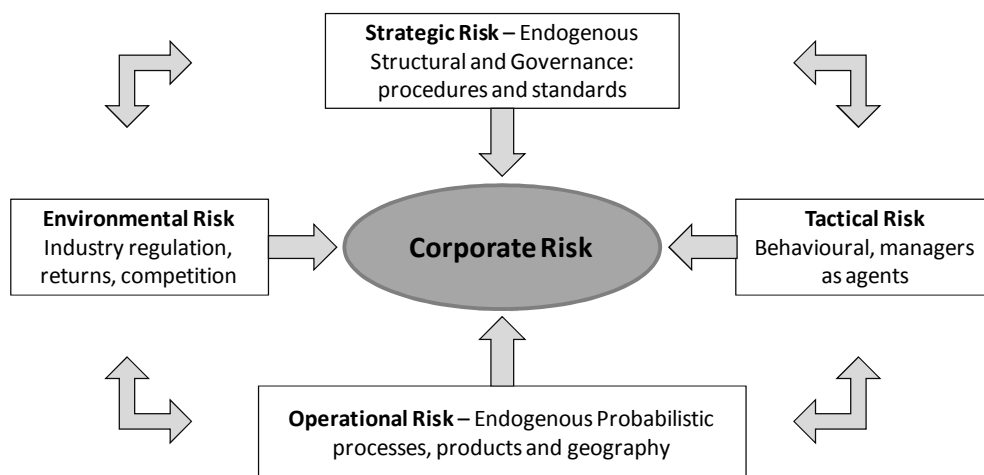 Strategic Risk – Endogenous
Structural and Governance:
procedures and standards
Environmental Risk
Industry regulation,
returns, competition
Corporate Risk
Tactical Risk
Behavioural, managers
as agents
Operational Risk – Endogenous Probabilistic
processes, products and geography